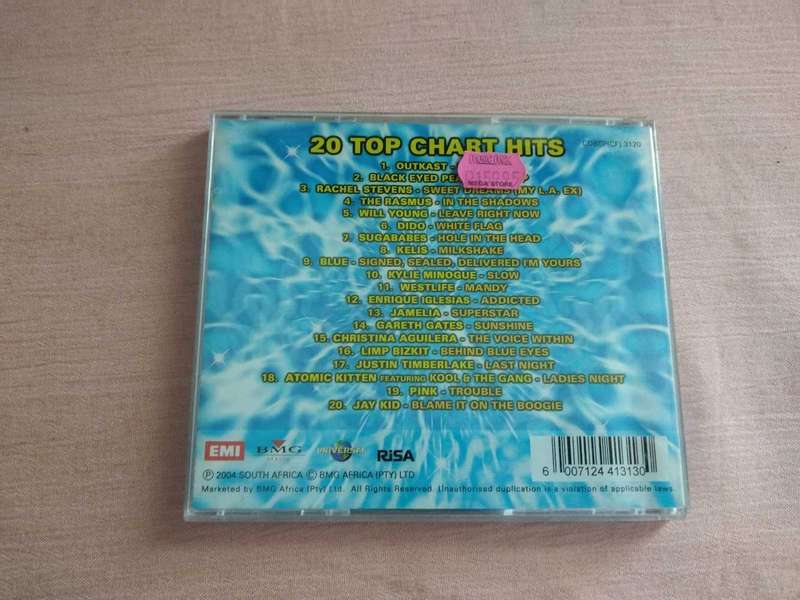 20 TOP CHART HITS
3120
1. OUTKAST -
2. BLACK EYED PEA
3. RACHEL STEVENS - SWEET DREAMS (MY L.A. EX)
MEGA STORE
4. THE RASMUS - IN THE SHADOWS
5. WILL YOUNG - LEAVE RIGHT NOW
6. DIDO - WHITE FLAG
7. SUGABABES - HOLE IN THE HEAD
8. KELIS - MILKSHAKE
9. BLUE - SIGNED, SEALED, DELIVERED I'M YOURS
10. KYLIE MINOGUE - SLOW
11. WESTLIFE - MANDY
12. ENRIQUE IGLESIAS - ADDICTED
13. JAMELIA - SUPERSTAR
14. GARETH GATES - SUNSHINE
15. CHRISTINA AGUILERA - THE VOICE WITHIN
16. LIMP BIZKIT - BEHIND BLUE EYES
17. JUSTIN TIMBERLAKE - LAST NIGHT
18. ATOMIC KITTEN FEATURING KOOL & THE GANG - LADIES NIGHT
19. PINK - TROUBLE
20. JAY KID - BLAME IT ON THE BOOGIE
EMI BMG UNIVERSAL RiSA
6 007124 413130
℗ 2004 SOUTH AFRICA © BMG AFRICA (PTY) LTD
Marketed by BMG Africa (Pty) Ltd. All Rights Reserved. Unauthorised duplication is a violation of applicable laws.